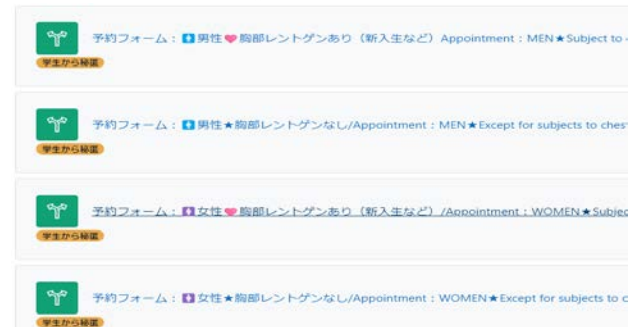 予約フォーム：🚹男性💗胸部レントゲンあり（新入生など）Appointment：MEN★Subject to
学生から秘匿
予約フォーム：🚹男性★胸部レントゲンなし/Appointment：MEN★Except for subjects to ches
学生から秘匿
予約フォーム：🚺女性💗胸部レントゲンあり（新入生など）/Appointment：WOMEN★Subjec
学生から秘匿
予約フォーム：🚺女性★胸部レントゲンなし/Appointment：WOMEN★Except for subjects to c
学生から秘匿